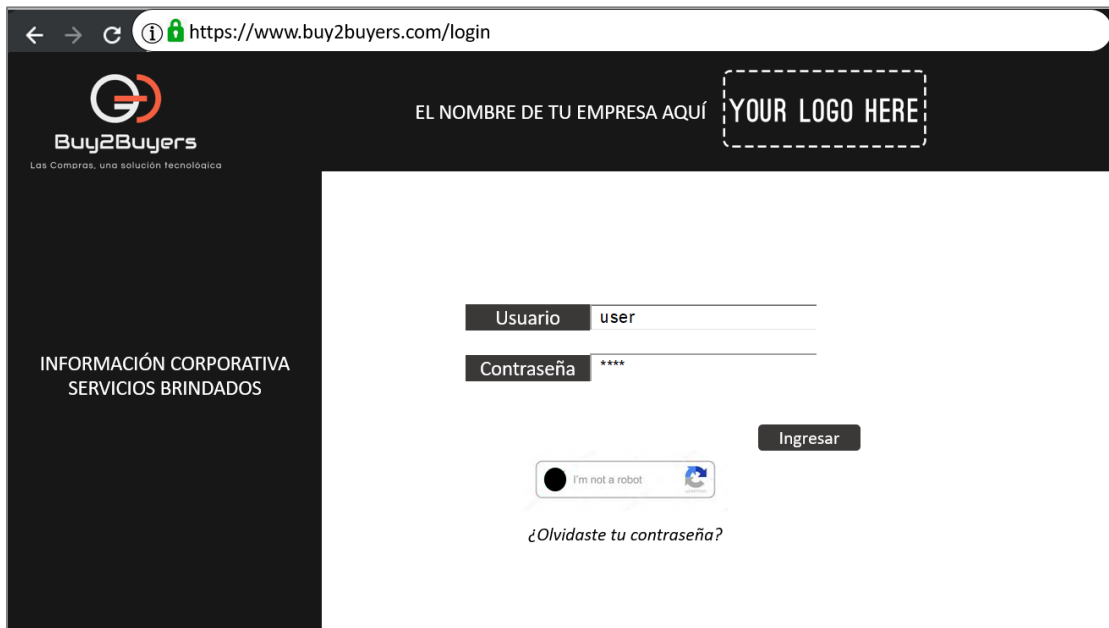 https://www.buy2buyers.com/login
Buy2Buyers
Las Compras, una solución tecnológica
EL NOMBRE DE TU EMPRESA AQUÍ
YOUR LOGO HERE
INFORMACIÓN CORPORATIVA
SERVICIOS BRINDADOS
Usuario user
Contraseña ****
Ingresar
I'm not a robot
¿Olvidaste tu contraseña?